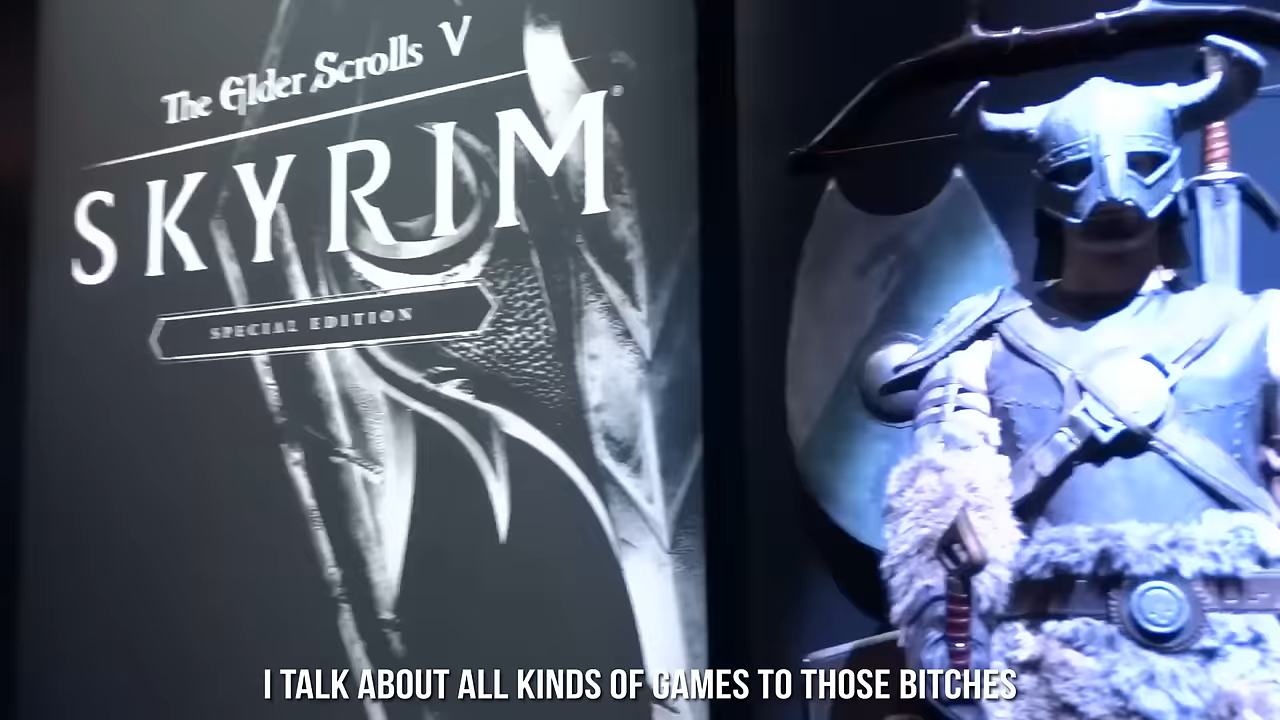 The Elder Scrolls V
SKYRIM®
SPECIAL EDITION
I TALK ABOUT ALL KINDS OF GAMES TO THOSE BITCHES